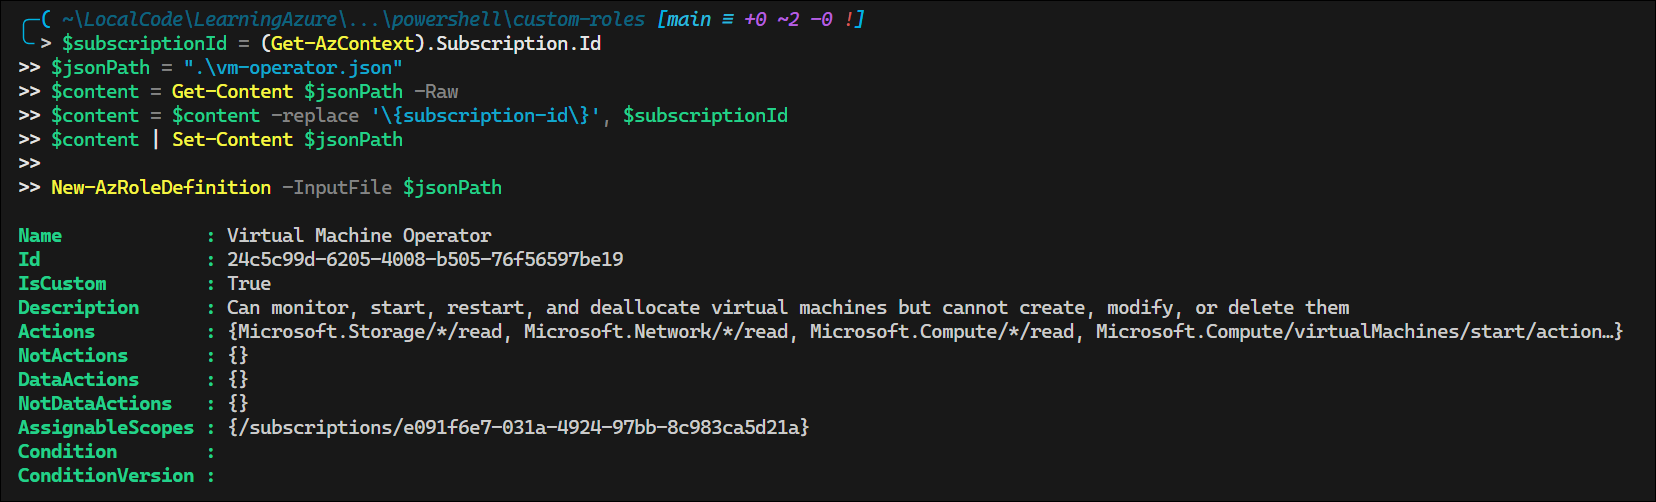 ( ~\LocalCode\LearningAzure\...\powershell\custom-roles [main ≡ +0 ~2 -0 !]
> $subscriptionId = (Get-AzContext).Subscription.Id
>> $jsonPath = ".\vm-operator.json"
>> $content = Get-Content $jsonPath -Raw
>> $content = $content -replace '\{subscription-id\}', $subscriptionId
>> $content | Set-Content $jsonPath
>>
>> New-AzRoleDefinition -InputFile $jsonPath
Name : Virtual Machine Operator
Id : 24c5c99d-6205-4008-b505-76f56597be19
IsCustom : True
Description : Can monitor, start, restart, and deallocate virtual machines but cannot create, modify, or delete them
Actions : {Microsoft.Storage/*/read, Microsoft.Network/*/read, Microsoft.Compute/*/read, Microsoft.Compute/virtualMachines/start/action…}
NotActions : {}
DataActions : {}
NotDataActions : {}
AssignableScopes : {/subscriptions/e091f6e7-031a-4924-97bb-8c983ca5d21a}
Condition :
ConditionVersion :